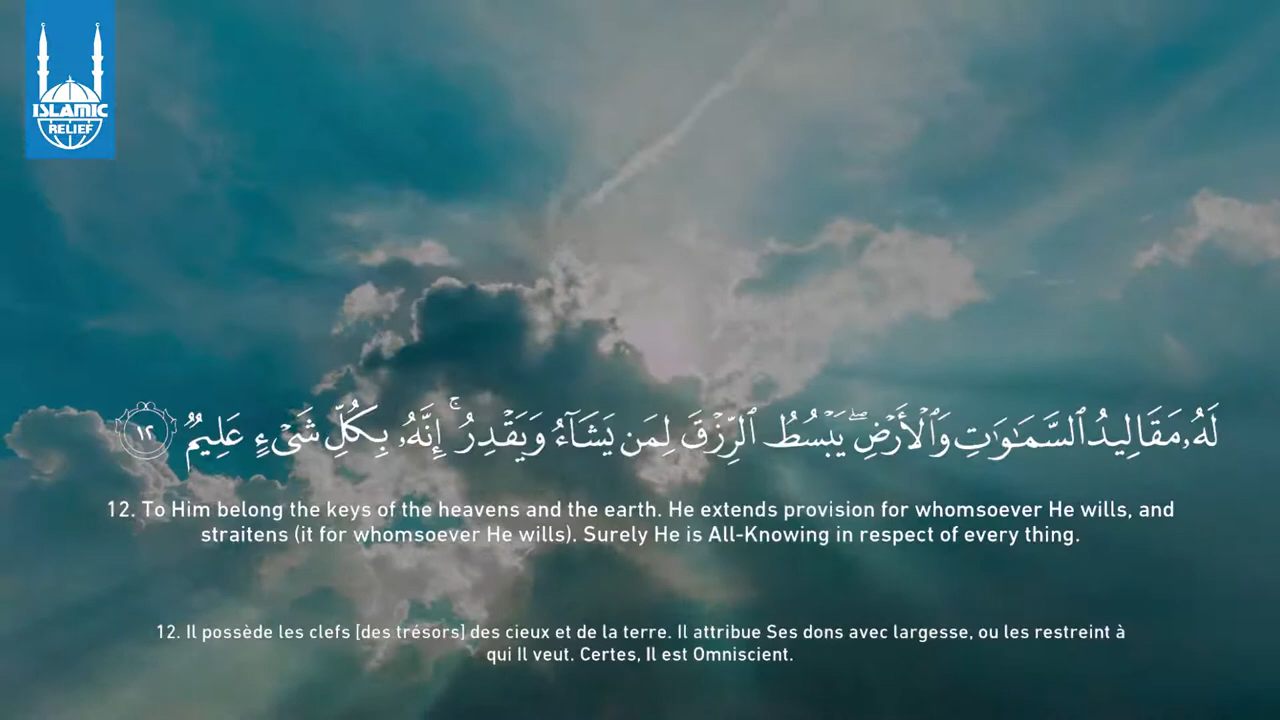 ISLAMIC
RELIEF
لَهُۥ مَقَالِيدُ ٱلسَّمَـٰوَٰتِ وَٱلْأَرْضِ ۖ يَبْسُطُ ٱلرِّزْقَ لِمَن يَشَآءُ وَيَقْدِرُ ۚ إِنَّهُۥ بِكُلِّ شَىْءٍ عَلِيمٌ ١٢
12. To Him belong the keys of the heavens and the earth. He extends provision for whomsoever He wills, and
straitens (it for whomsoever He wills). Surely He is All-Knowing in respect of every thing.
12. Il possède les clefs [des trésors] des cieux et de la terre. Il attribue Ses dons avec largesse, ou les restreint à
qui Il veut. Certes, Il est Omniscient.